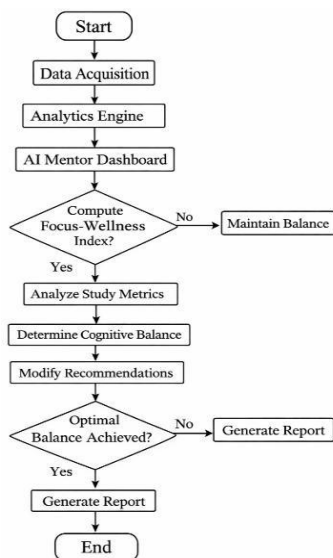 Start
Data Acquisition
Analytics Engine
AI Mentor Dashboard
Compute
Focus-Wellness
Index?
No
Maintain Balance
Yes
Analyze Study Metrics
Determine Cognitive Balance
Modify Recommendations
Optimal
Balance Achieved?
No
Generate Report
Yes
Generate Report
End